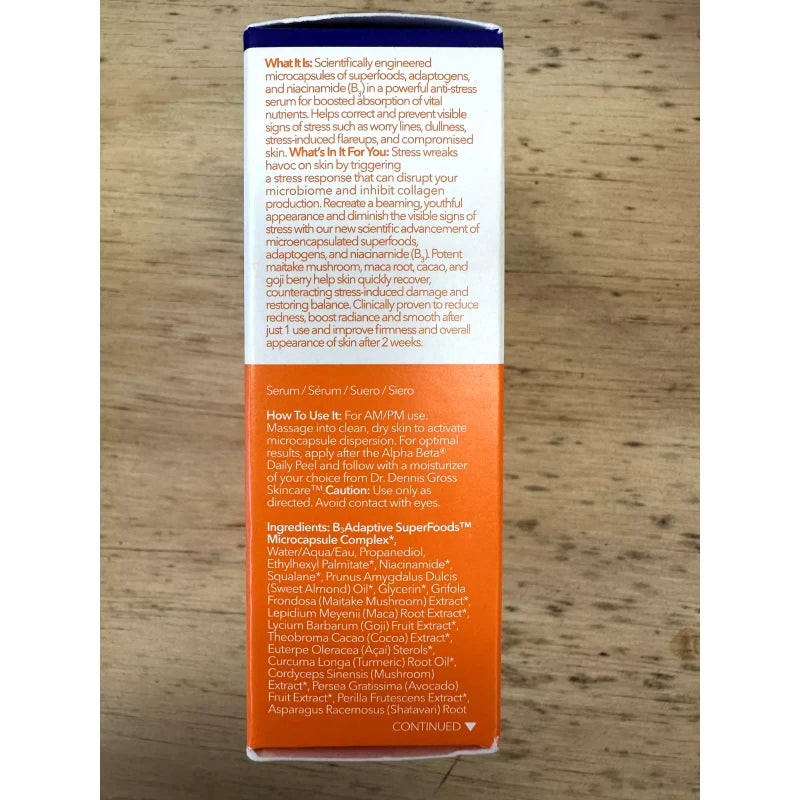 What It Is: Scientifically engineered
microcapsules of superfoods, adaptogens,
and niacinamide (B₃) in a powerful anti-stress
serum for boosted absorption of vital
nutrients. Helps correct and prevent visible
signs of stress such as worry lines, dullness,
stress-induced flareups, and compromised
skin. What's In It For You: Stress wreaks
havoc on skin by triggering
a stress response that can disrupt your
microbiome and inhibit collagen
production. Recreate a beaming, youthful
appearance and diminish the visible signs of
stress with our new scientific advancement of
microencapsulated superfoods,
adaptogens, and niacinamide (B₃). Potent
maitake mushroom, maca root, cacao, and
goji berry help skin quickly recover,
counteracting stress-induced damage and
restoring balance. Clinically proven to reduce
redness, boost radiance and smooth after
just 1 use and improve firmness and overall
appearance of skin after 2 weeks.
Serum / Sérum / Suero / Siero
How To Use It: For AM/PM use.
Massage into clean, dry skin to activate
microcapsule dispersion. For optimal
results, apply after the Alpha Beta®
Daily Peel and follow with a moisturizer
of your choice from Dr. Dennis Gross
Skincare™. Caution: Use only as
directed. Avoid contact with eyes.
Ingredients: B₃Adaptive SuperFoods™
Microcapsule Complex*,
Water/Aqua/Eau, Propanediol,
Ethylhexyl Palmitate*, Niacinamide*,
Squalane*, Prunus Amygdalus Dulcis
(Sweet Almond) Oil*, Glycerin*, Grifola
Frondosa (Maitake Mushroom) Extract*,
Lepidium Meyenii (Maca) Root Extract*,
Lycium Barbarum (Goji) Fruit Extract*,
Theobroma Cacao (Cocoa) Extract*,
Euterpe Oleracea (Açaí) Sterols*,
Curcuma Longa (Turmeric) Root Oil*,
Cordyceps Sinensis (Mushroom)
Extract*, Persea Gratissima (Avocado)
Fruit Extract*, Perilla Frutescens Extract*,
Asparagus Racemosus (Shatavari) Root
CONTINUED ▼